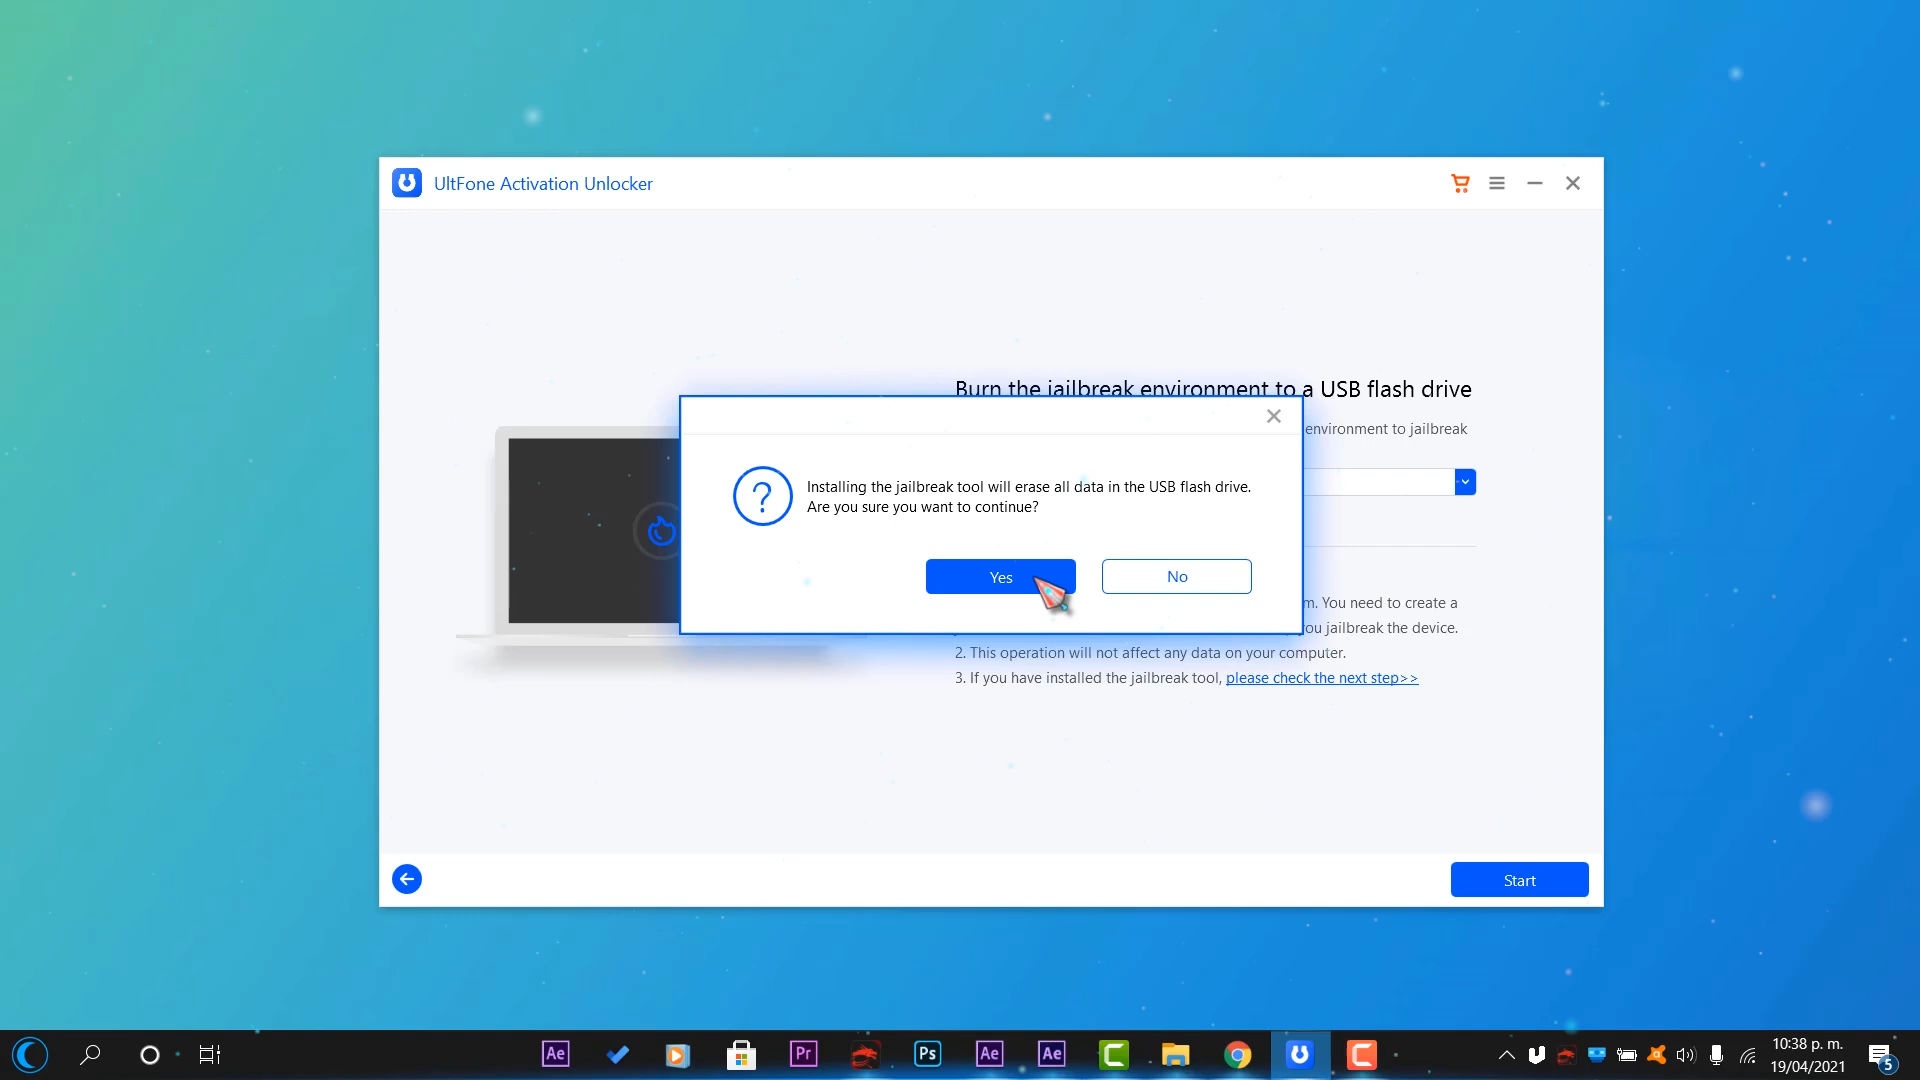 UltFone Activation Unlocker
Burn the jailbreak environment to a USB flash drive
environment to jailbreak
Installing the jailbreak tool will erase all data in the USB flash drive.
Are you sure you want to continue?
Yes
No
m. You need to create a
you jailbreak the device.
2. This operation will not affect any data on your computer.
3. If you have installed the jailbreak tool, please check the next step>>
Start
Ae
Pr
Ps
Ae
Ae
10:38 p. m.
19/04/2021
5